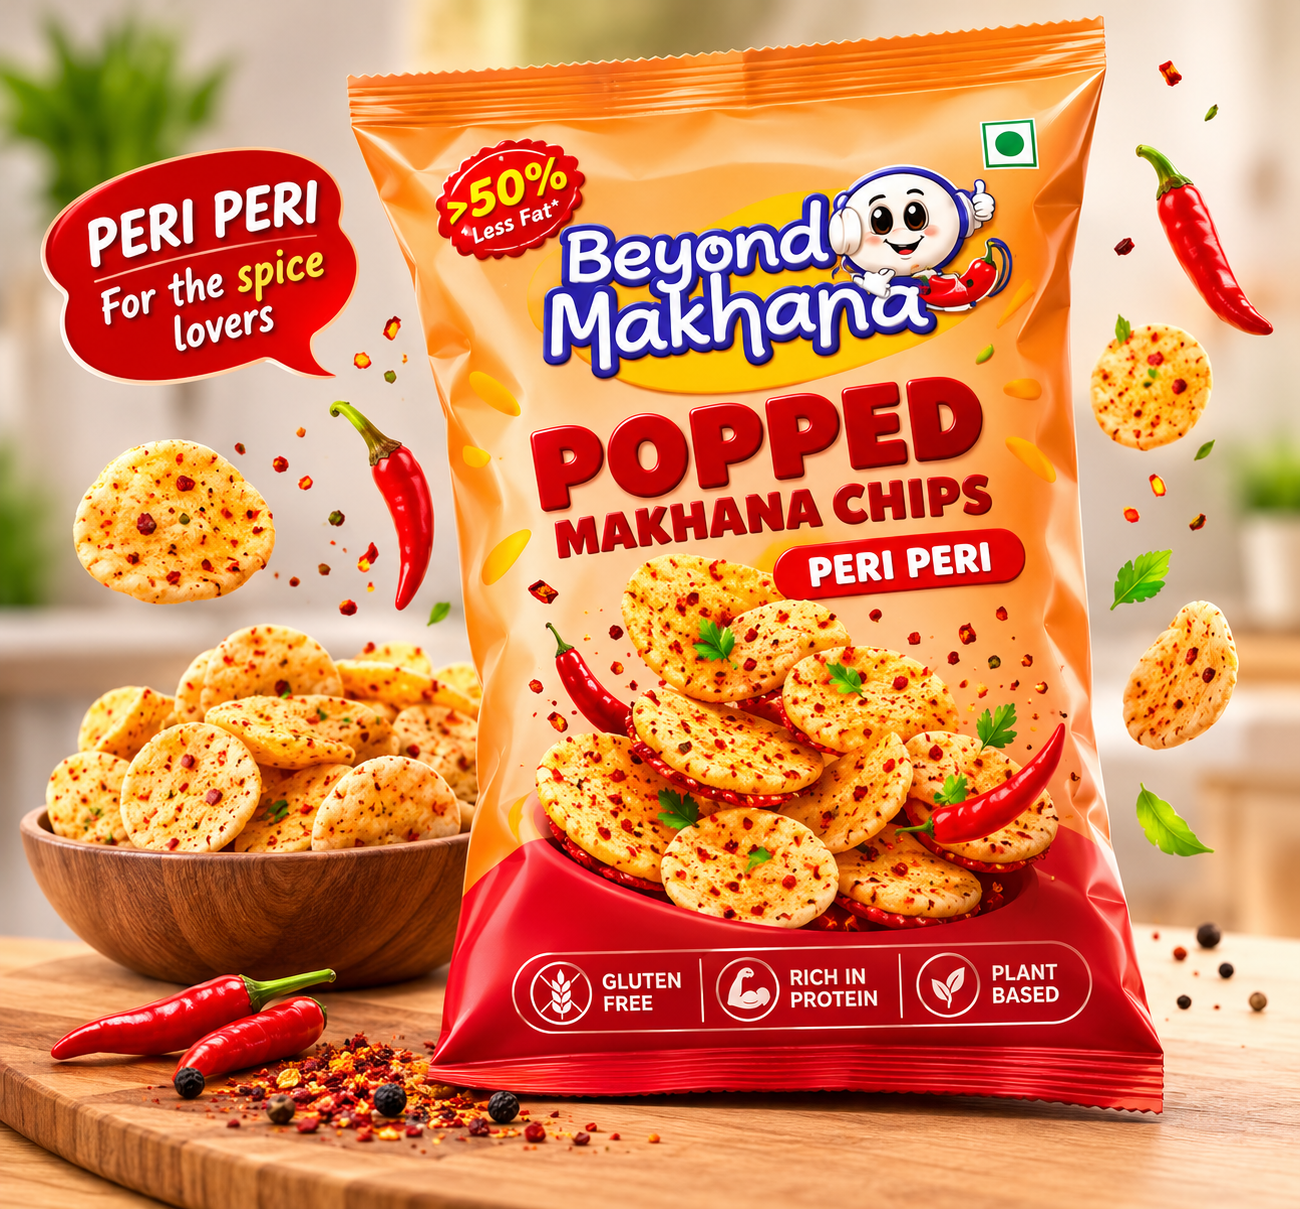 PERI PERI
For the spice
lovers
>50%
Less Fat*
Beyond
Makhana
POPPED
MAKHANA CHIPS
PERI PERI
GLUTEN
FREE
RICH IN
PROTEIN
PLANT
BASED